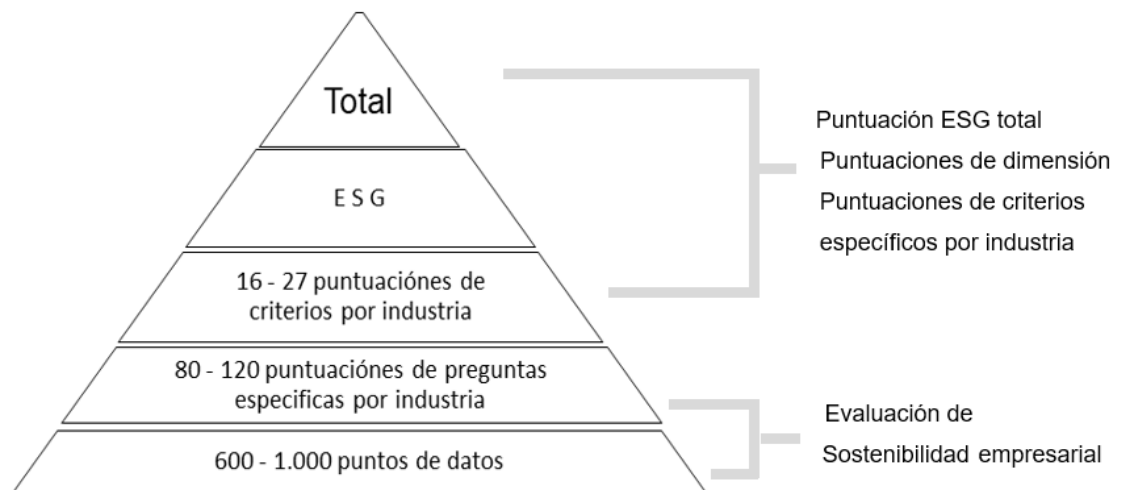 Total
E S G
16 - 27 puntuaciónes de
criterios por industria
80 - 120 puntuaciónes de preguntas
especificas por industria
600 - 1.000 puntos de datos
Puntuación ESG total
Puntuaciones de dimensión
Puntuaciones de criterios
específicos por industria
Evaluación de
Sostenibilidad empresarial